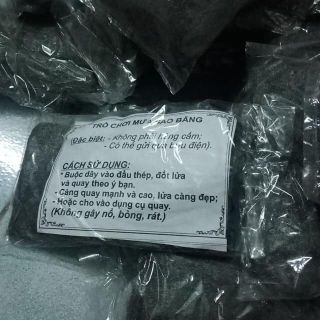 TRÒ CHƠI MƯA SAO BĂNG
(Đặc biệt: - Không phải hàng cấm;
- Có thể gửi qua bưu điện).
CÁCH SỬ DỤNG:
- Buộc dây vào đầu thép, đốt lửa
và quay theo ý bạn.
- Càng quay mạnh và cao, lửa càng đẹp;
- Hoặc cho vào dụng cụ quay.
(Không gây nổ, bỏng, rát.)